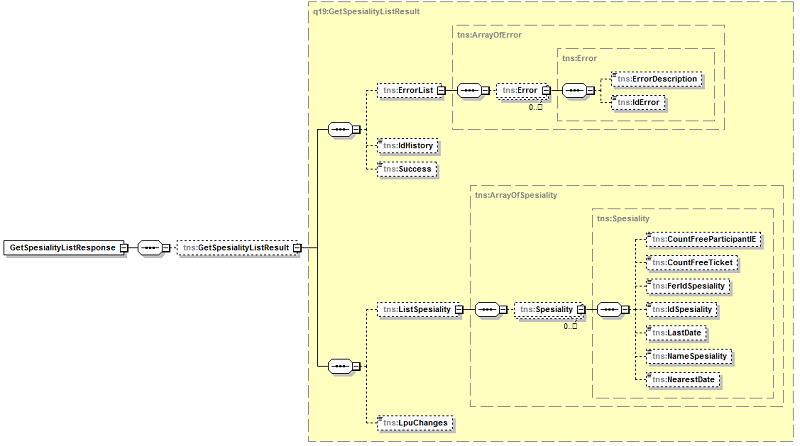 q19:GetSpesialityListResult
tns:ArrayOfError
tns:Error
tns:ErrorDescription
tns:ErrorList
tns:Error
0..
tns:IdError
tns:IdHistory
tns:Success
tns:ArrayOfSpesiality
tns:Spesiality
tns:CountFreeParticipantIE
GetSpesialityListResponse
tns:GetSpesialityListResult
tns:CountFreeTicket
tns:FerIdSpesiality
tns:ListSpesiality
tns:Spesiality
0..
tns:IdSpesiality
tns:LastDate
tns:NameSpesiality
tns:NearestDate
tns:LpuChanges